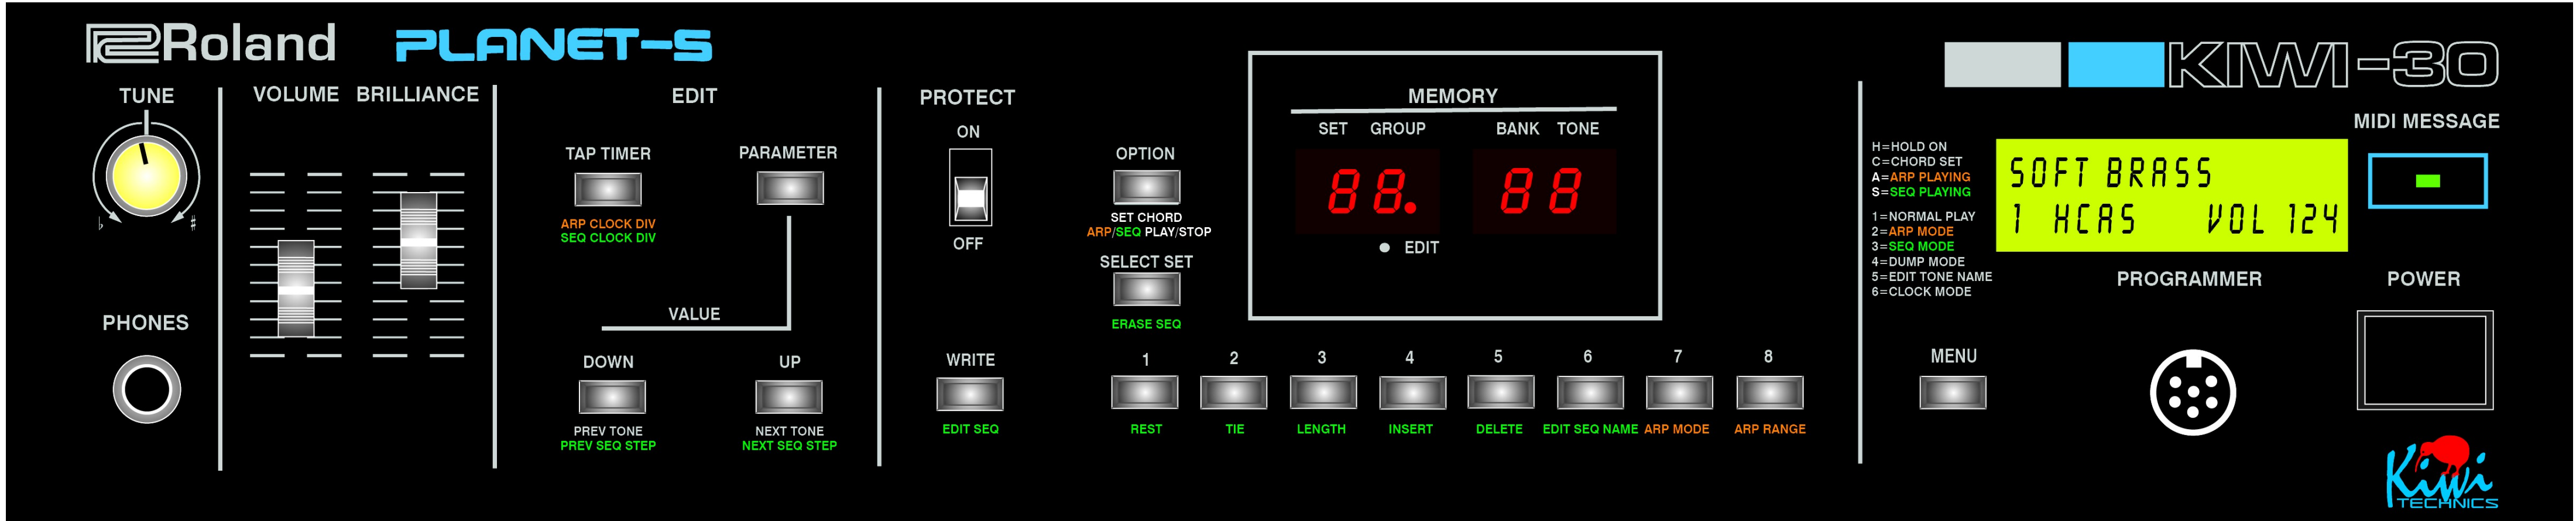 Roland
PLANET-S
KIWI-30
TUNE
♭ ♯
PHONES
VOLUME BRILLIANCE
EDIT
TAP TIMER
ARP CLOCK DIV
SEQ CLOCK DIV
PARAMETER
VALUE
DOWN
PREV TONE
PREV SEQ STEP
UP
NEXT TONE
NEXT SEQ STEP
PROTECT
ON
OFF
WRITE
EDIT SEQ
OPTION
SET CHORD
ARP/SEQ PLAY/STOP
SELECT SET
ERASE SEQ
MEMORY
SET GROUP BANK TONE
88. 88
EDIT
1 2 3 4 5 6 7 8
REST TIE LENGTH INSERT DELETE EDIT SEQ NAME ARP MODE ARP RANGE
H=HOLD ON
C=CHORD SET
A=ARP PLAYING
S=SEQ PLAYING
1=NORMAL PLAY
2=ARP MODE
3=SEQ MODE
4=DUMP MODE
5=EDIT TONE NAME
6=CLOCK MODE
SOFT BRASS
1 HCAS VOL 124
MIDI MESSAGE
PROGRAMMER
POWER
MENU
Kiwi
TECHNICS